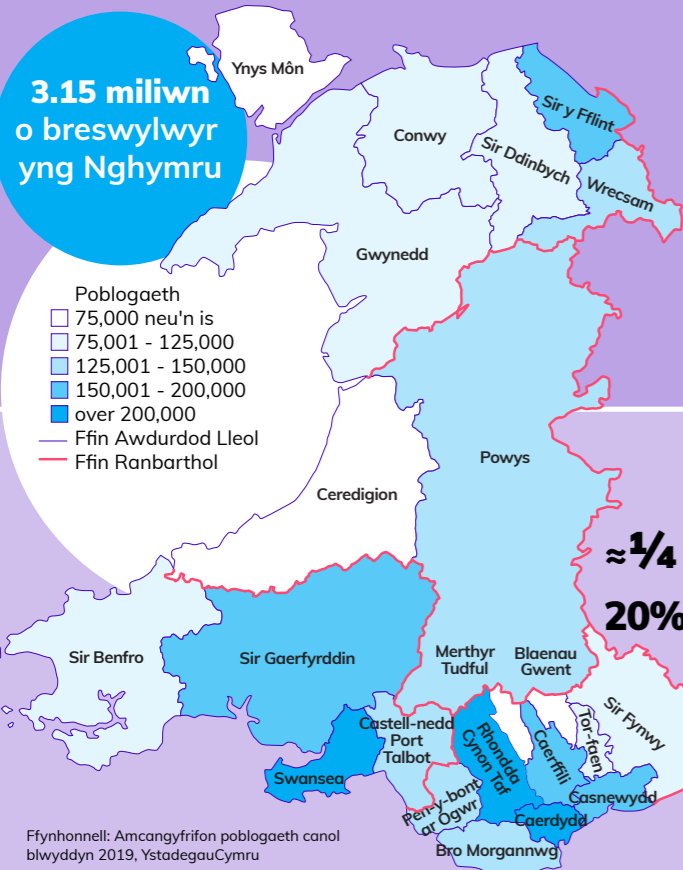 3.15 miliwn
o breswylwyr
yng Nghymru
Ynys Môn
Conwy
Sir Ddinbych
Sir y Fflint
Wrecsam
Gwynedd
Poblogaeth
75,000 neu'n is
75,001 - 125,000
125,001 - 150,000
150,001 - 200,000
over 200,000
Ffin Awdurdod Lleol
Ffin Ranbarthol
Powys
Ceredigion
≈¼
20%
Sir Benfro
Sir Gaerfyrddin
Merthyr
Tudful
Blaenau
Gwent
Sir Fynwy
Castell-nedd
Port
Talbot
Rhondda
Cynon Taf
Caerffili
Tor-faen
Swansea
Pen-y-bont
ar Ogwr
Casnewydd
Caerdydd
Bro Morgannwg
Ffynhonnell: Amcangyfrifon poblogaeth canol
blwyddyn 2019, YstadegauCymru